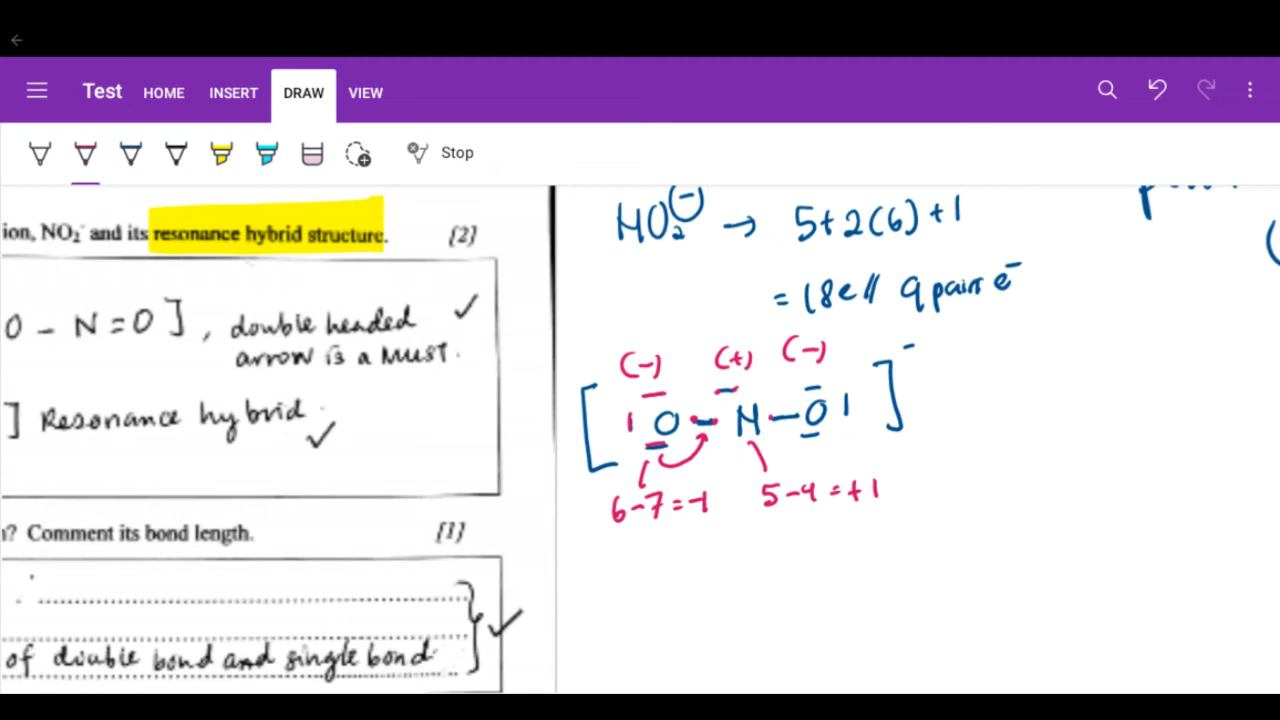 Test HOME INSERT DRAW VIEW
Stop
ion, NO₂⁻ and its resonance hybrid structure. [2]
O – N = O ] , double headed
arrow is a MUST.
] Resonance hybrid
? Comment its bond length. [1]
of double bond and single bond
NO₂⁻ → 5+2(6)+1
= 18e// 9 pairs e⁻
(-) (+) (-)
[ |O – N – O| ]⁻
6-7=-1 5-4=+1